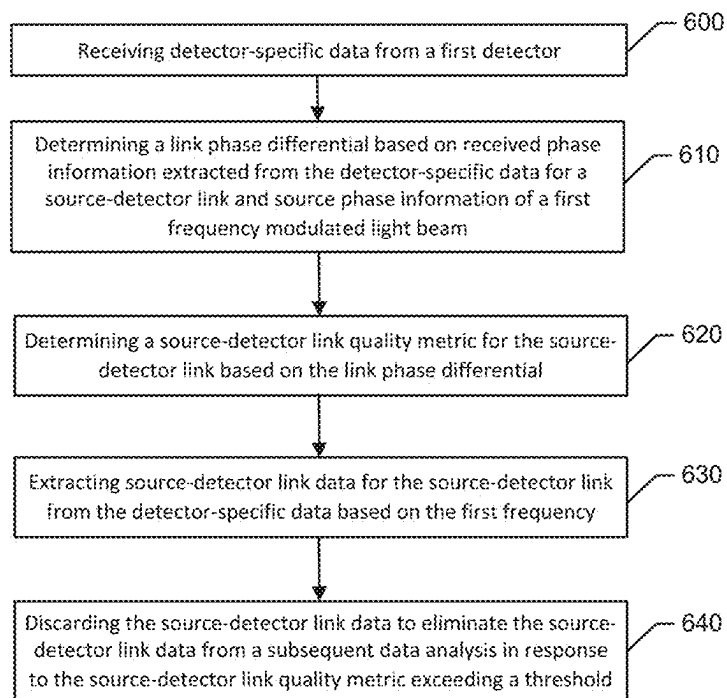 Receiving detector-specific data from a first detector
600
Determining a link phase differential based on received phase
information extracted from the detector-specific data for a
source-detector link and source phase information of a first
frequency modulated light beam
610
Determining a source-detector link quality metric for the source-
detector link based on the link phase differential
620
Extracting source-detector link data for the source-detector link
from the detector-specific data based on the first frequency
630
Discarding the source-detector link data to eliminate the source-
detector link data from a subsequent data analysis in response
to the source-detector link quality metric exceeding a threshold
640